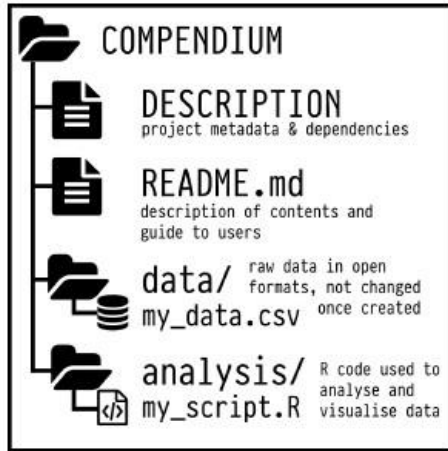 COMPENDIUM
DESCRIPTION
project metadata & dependencies
README.md
description of contents and
guide to users
data/
raw data in open
formats, not changed
once created
my_data.csv
analysis/
R code used to
analyse and
visualise data
my_script.R